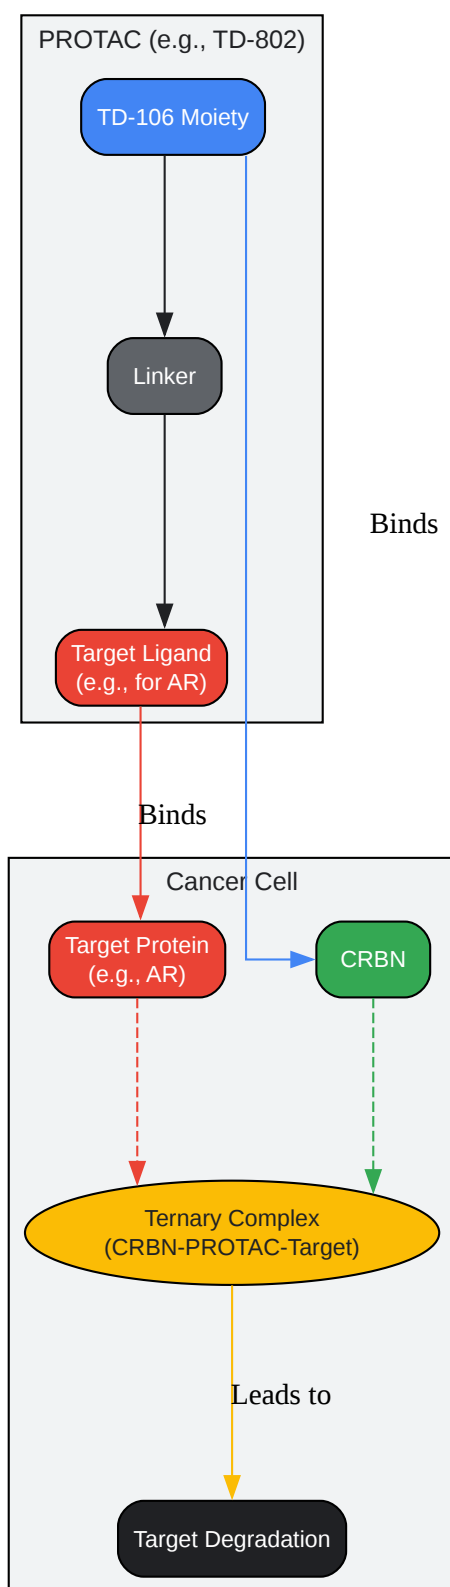 PROTAC (e.g., TD-802)
TD-106 Moiety
Linker
Binds
Target Ligand
(e.g., for AR)
Binds
Cancer Cell
Target Protein
(e.g., AR)
CRBN
Ternary Complex
(CRBN-PROTAC-Target)
Leads to
Target Degradation